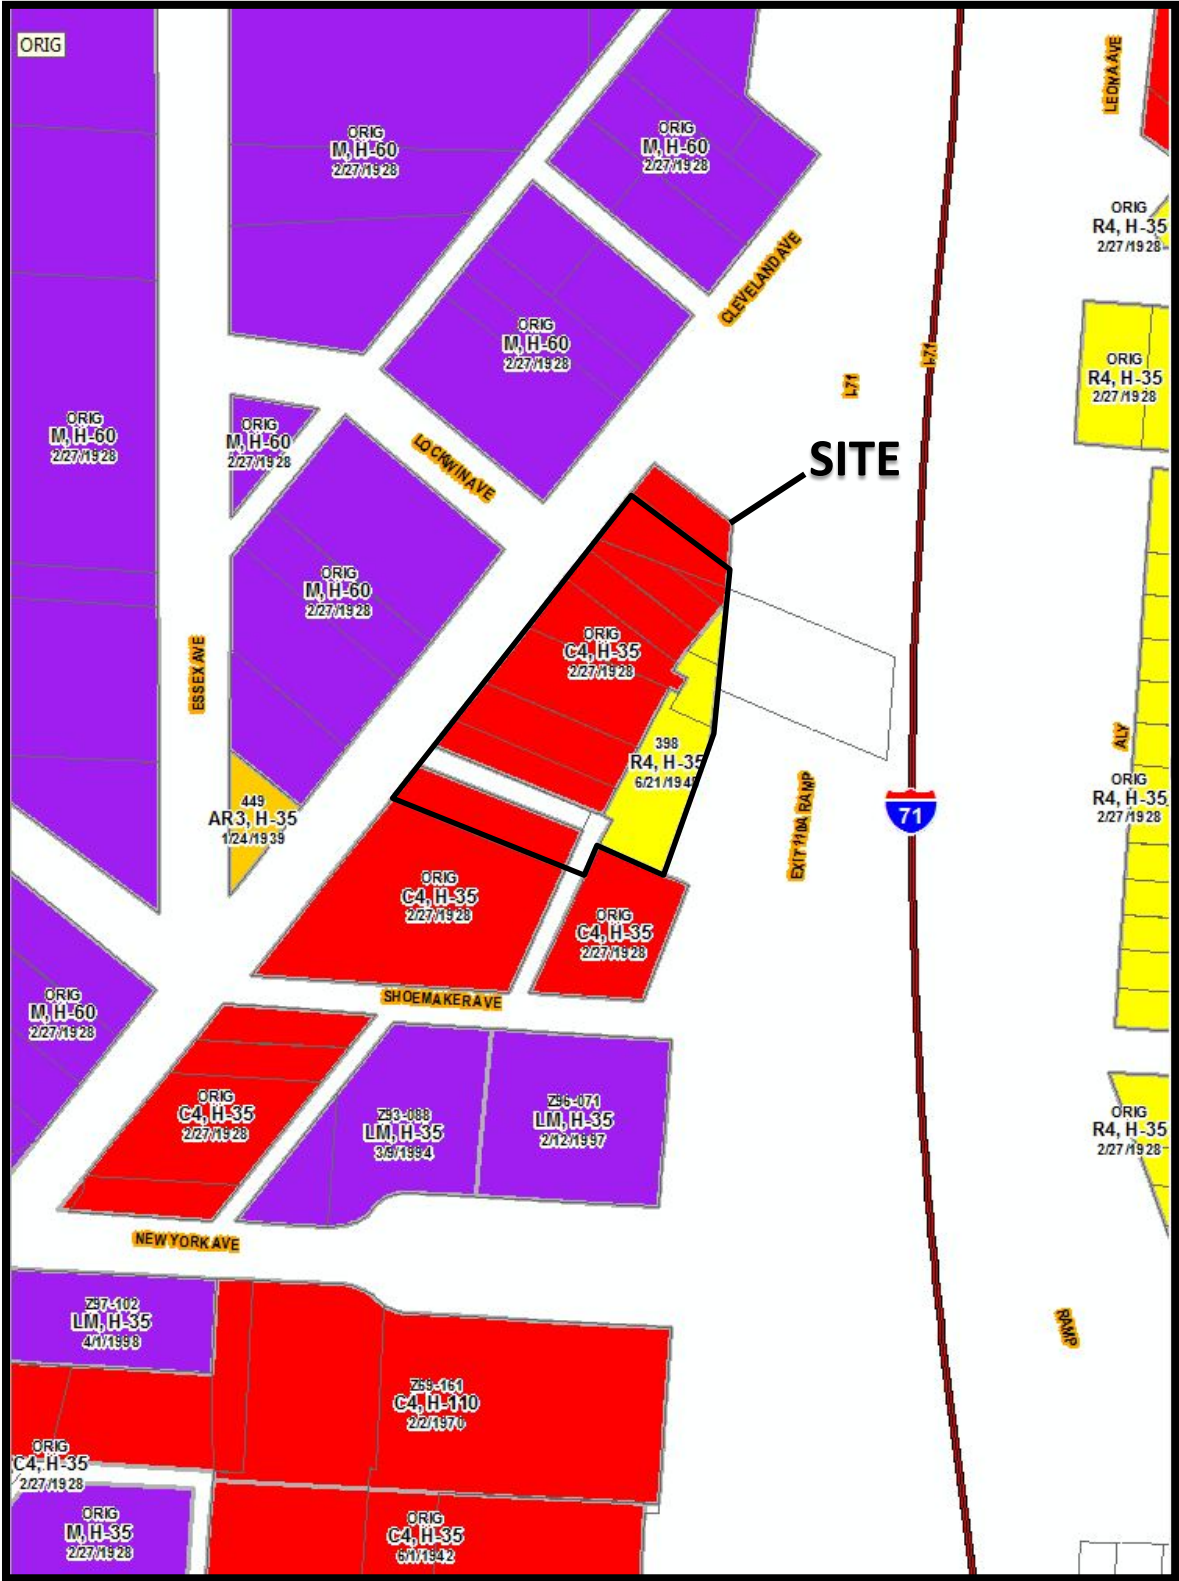 ORIG
LEONA AVE
ORIG
M, H-60
2/27/1928
ORIG
M, H-60
2/27/1928
ORIG
R4, H-35
2/27/1928
CLEVELAND AVE
ORIG
M, H-60
2/27/1928
I-71
I-71
ORIG
R4, H-35
2/27/1928
ORIG
M, H-60
2/27/1928
ORIG
M, H-60
2/27/1928
LOCKWIN AVE
SITE
ORIG
M, H-60
2/27/1928
ESSEX AVE
ORIG
C4, H-35
2/27/1928
398
R4, H-35
6/21/194
ALY
ORIG
R4, H-35
2/27/1928
449
AR3, H-35
1/24/1939
EXIT 110A RAMP
71
ORIG
C4, H-35
2/27/1928
ORIG
C4, H-35
2/27/1928
SHOEMAKER AVE
ORIG
M, H-60
2/27/1928
ORIG
C4, H-35
2/27/1928
Z93-088
LM, H-35
3/9/1994
Z96-071
LM, H-35
2/12/1997
ORIG
R4, H-35
2/27/1928
NEW YORK AVE
Z97-102
LM, H-35
4/1/1998
RAMP
Z69-161
C4, H-110
2/2/1970
ORIG
C4, H-35
2/27/1928
ORIG
M, H-35
2/27/1928
ORIG
C4, H-35
6/1/1942